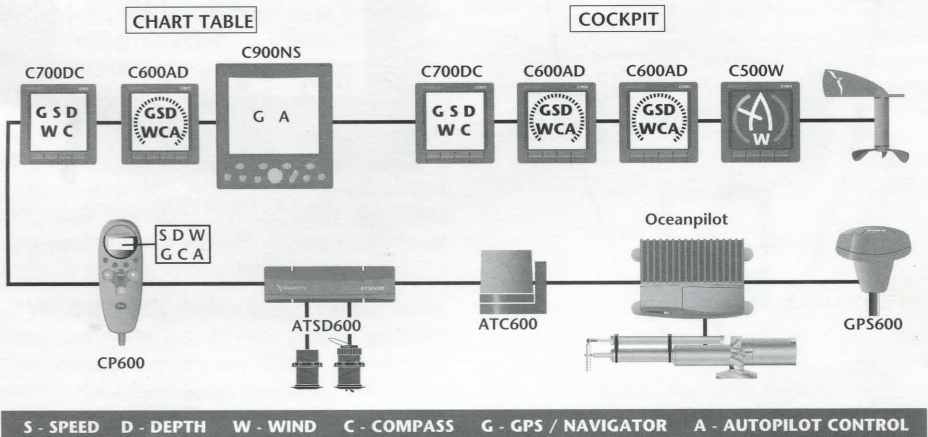 CHART TABLE
COCKPIT
C900NS
C700DC
C600AD
C700DC
C600AD
C600AD
C500W
G S D
W C
GSD
WCA
G A
G S D
W C
GSD
WCA
GSD
WCA
W
Oceanpilot
S D W
G C A
ATSD600
ATC600
GPS600
CP600
S - SPEED D - DEPTH W - WIND C - COMPASS G - GPS / NAVIGATOR A - AUTOPILOT CONTROL